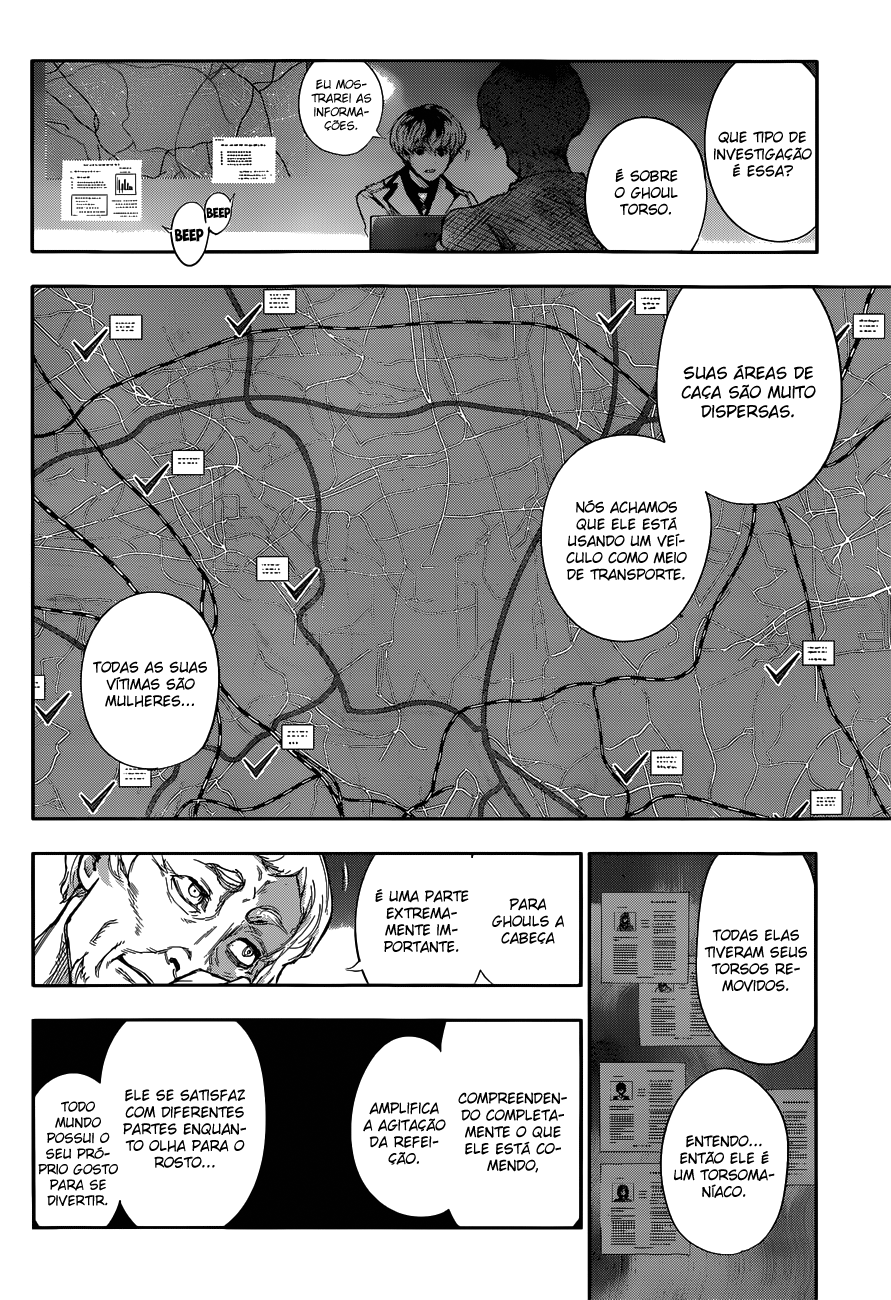 QUE TIPO DE
INVESTIGAÇÃO
É ESSA?
É SOBRE
O GHOUL
TORSO.
EU MOS-
TRAREI AS
INFORMA-
ÇÕES.
BEEP
BEEP
SUAS ÁREAS DE
CAÇA SÃO MUITO
DISPERSAS.
NÓS ACHAMOS
QUE ELE ESTÁ
USANDO UM VEÍ-
CULO COMO MEIO
DE TRANSPORTE.
TODAS AS SUAS
VÍTIMAS SÃO
MULHERES...
TODAS ELAS
TIVERAM SEUS
TORSOS RE-
MOVIDOS.
ENTENDO...
ENTÃO ELE É
UM TORSOMA-
NÍACO.
PARA
GHOULS A
CABEÇA
É UMA PARTE
EXTREMA-
MENTE IM-
PORTANTE.
COMPREENDEN-
DO COMPLETA-
MENTE O QUE
ELE ESTÁ CO-
MENDO,
AMPLIFICA
A AGITAÇÃO
DA REFEI-
ÇÃO.
ELE SE SATISFAZ
COM DIFERENTES
PARTES ENQUAN-
TO OLHA PARA O
ROSTO...
TODO
MUNDO
POSSUI O
SEU PRÓ-
PRIO GOSTO
PARA SE
DIVERTIR.